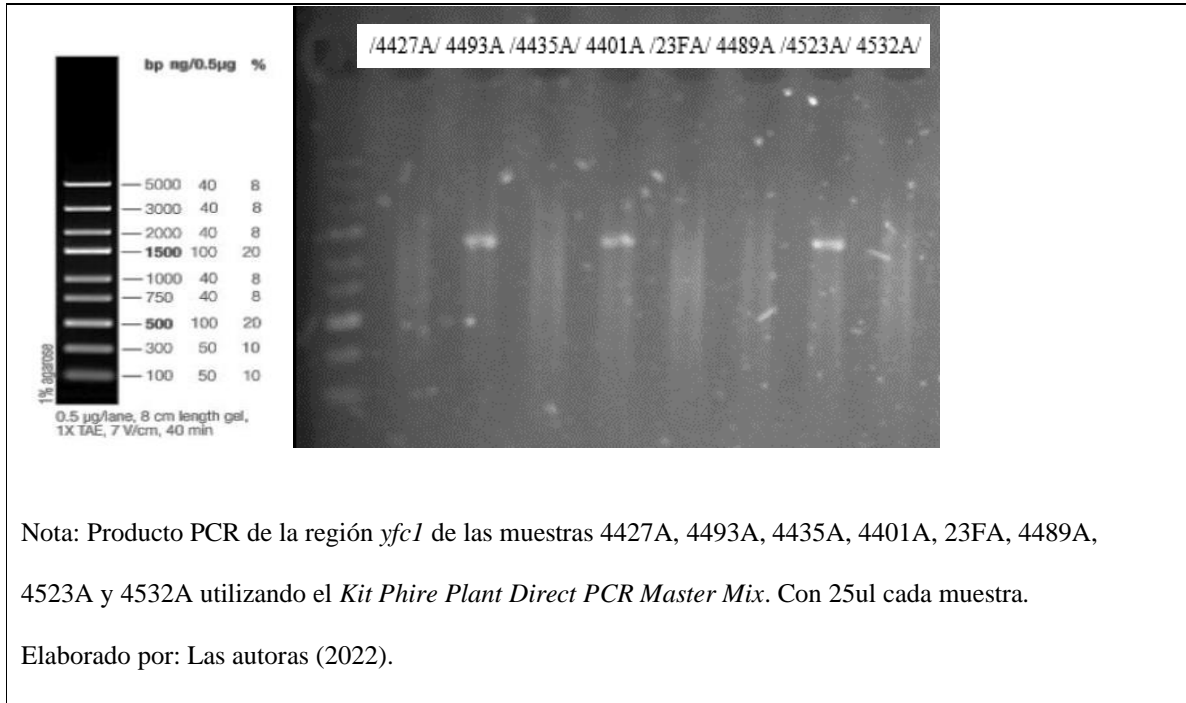 /4427A/ 4493A /4435A/ 4401A /23FA/ 4489A /4523A/ 4532A/
bp ng/0.5µg %
5000 40 8
3000 40 8
2000 40 8
1500 100 20
1000 40 8
750 40 8
500 100 20
300 50 10
100 50 10
1% agarose
0.5 µg/lane, 8 cm length gel,
1X TAE, 7 V/cm, 40 min
Nota: Producto PCR de la región yfc1 de las muestras 4427A, 4493A, 4435A, 4401A, 23FA, 4489A,
4523A y 4532A utilizando el Kit Phire Plant Direct PCR Master Mix. Con 25ul cada muestra.
Elaborado por: Las autoras (2022).